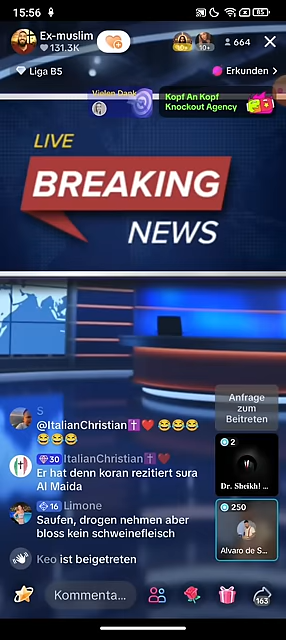 15:56
65
Ex-muslim
131.3K
10+
664
Liga B5
Erkunden >
Vielen Dank
Kopf An Kopf
Knockout Agency
LIVE
BREAKING
NEWS
Anfrage
zum
Beitreten
S
@ItalianChristian✝️❤️ 😂😂😂
😂😂😂
2
Dr. Sheikh! ...
30 ItalianChristian✝️❤️
Er hat denn koran rezitiert sura
Al Maida
16 Limone
Saufen, drogen nehmen aber
bloss kein schweinefleisch
250
Alvaro de S...
👋 Keo ist beigetreten
Kommenta...
163